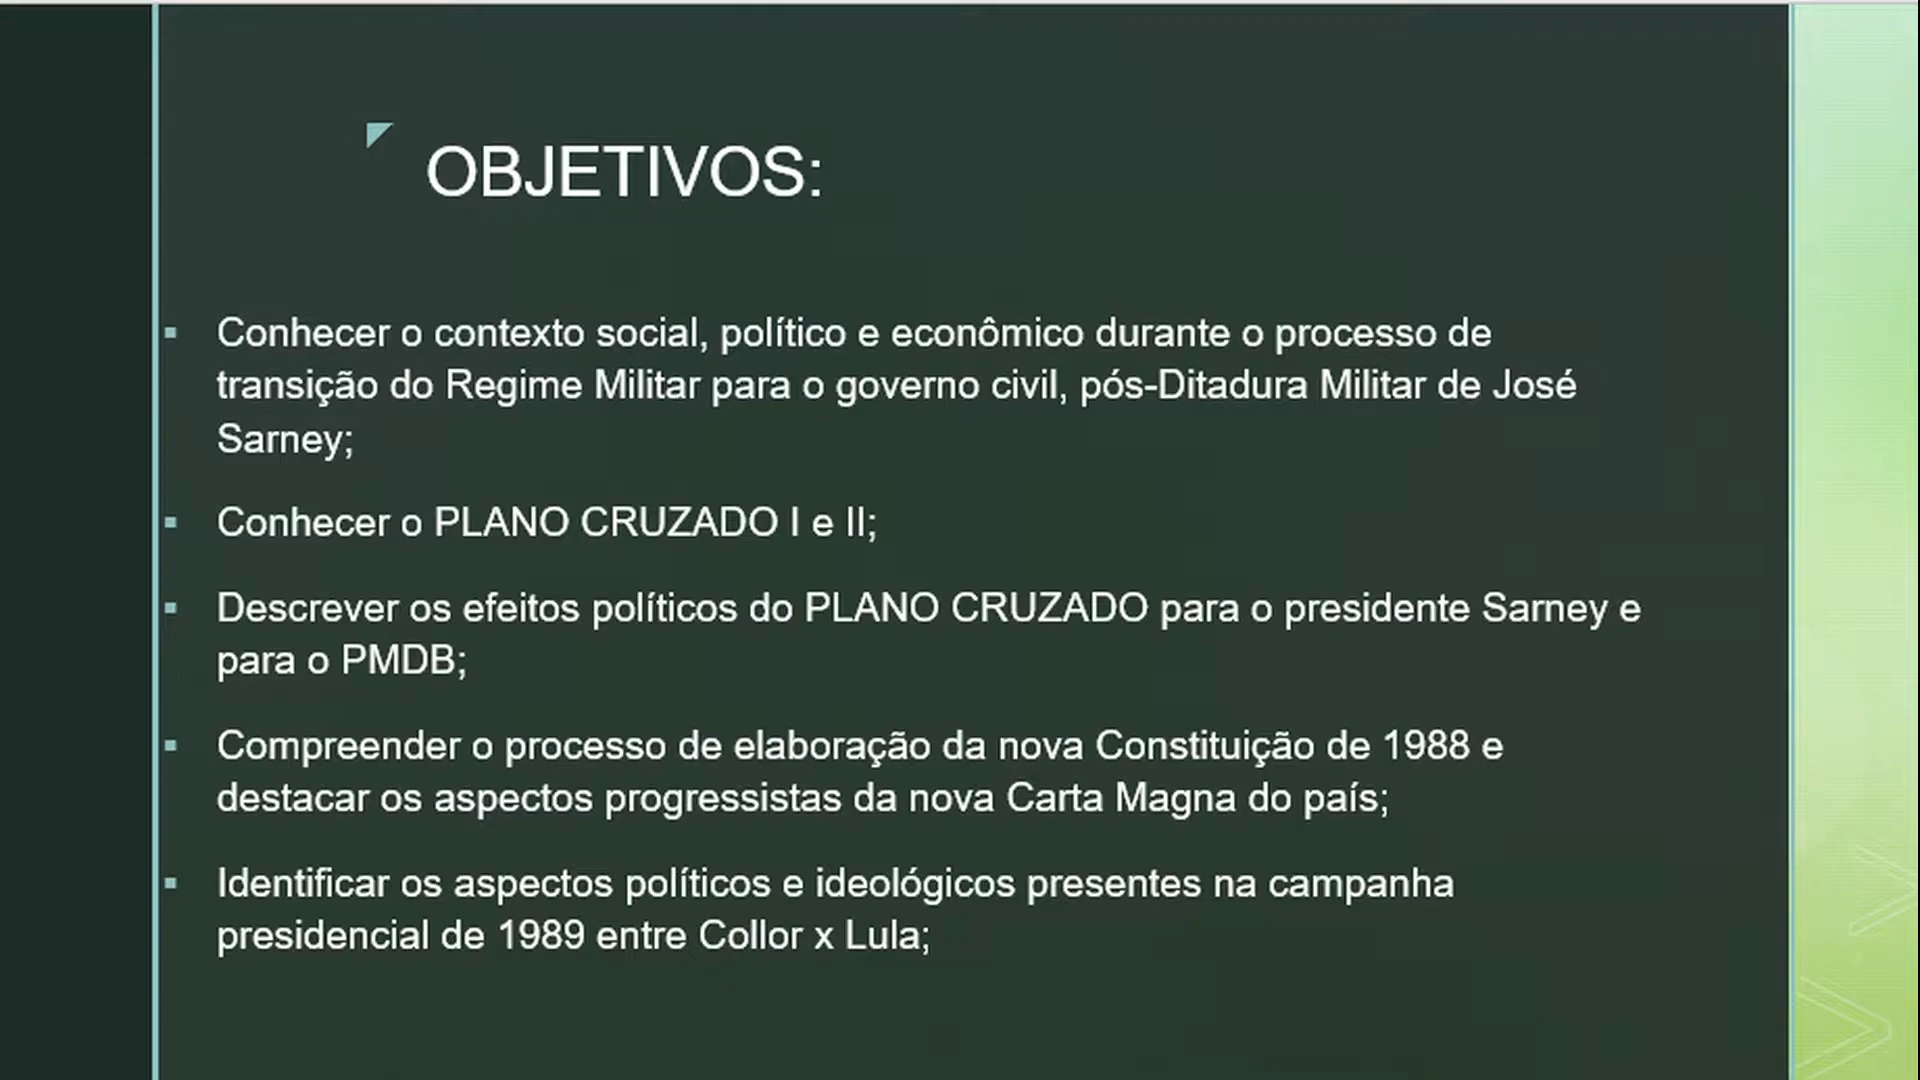 OBJETIVOS:
Conhecer o contexto social, político e econômico durante o processo de
transição do Regime Militar para o governo civil, pós-Ditadura Militar de José
Sarney;
Conhecer o PLANO CRUZADO I e II;
Descrever os efeitos políticos do PLANO CRUZADO para o presidente Sarney e
para o PMDB;
Compreender o processo de elaboração da nova Constituição de 1988 e
destacar os aspectos progressistas da nova Carta Magna do país;
Identificar os aspectos políticos e ideológicos presentes na campanha
presidencial de 1989 entre Collor x Lula;